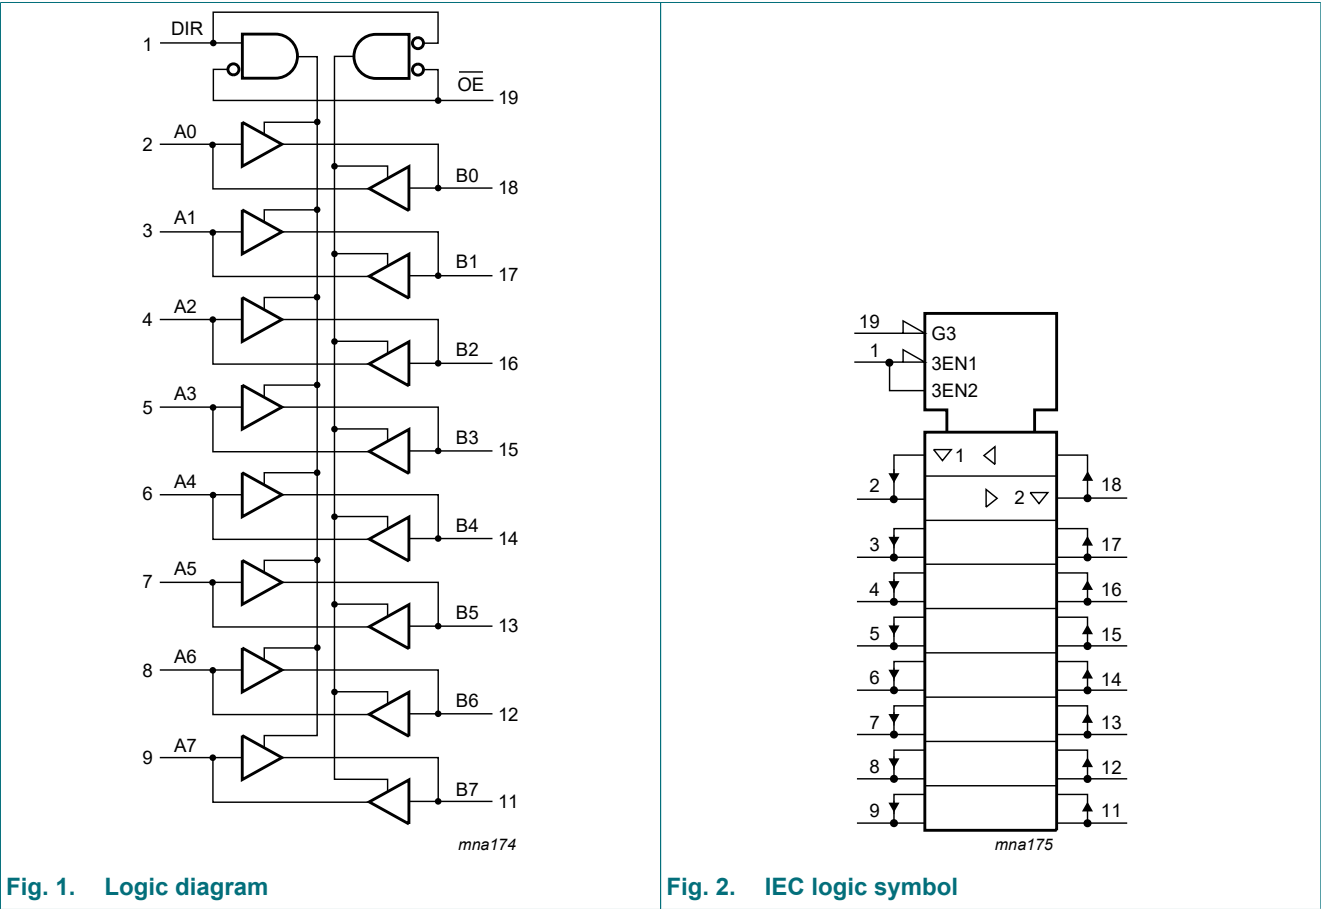 DIR
1
OE
19
A0
2
B0
18
A1
3
B1
17
A2
4
B2
16
A3
5
B3
15
A4
6
B4
14
A5
7
B5
13
A6
8
B6
12
A7
9
B7
11
mna174
Fig. 1. Logic diagram
19
G3
1
3EN1
3EN2
1
2
18
2
3
17
4
16
5
15
6
14
7
13
8
12
9
11
mna175
Fig. 2. IEC logic symbol